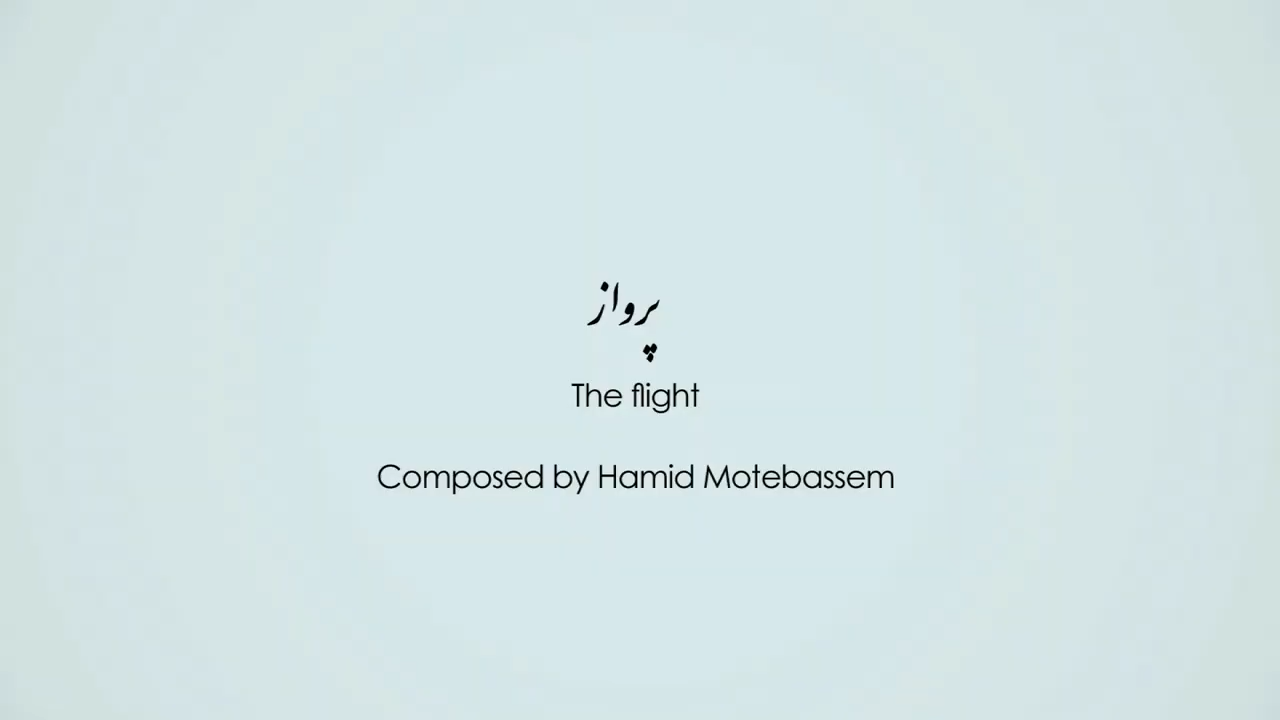 پرواز
The flight
Composed by Hamid Motebassem